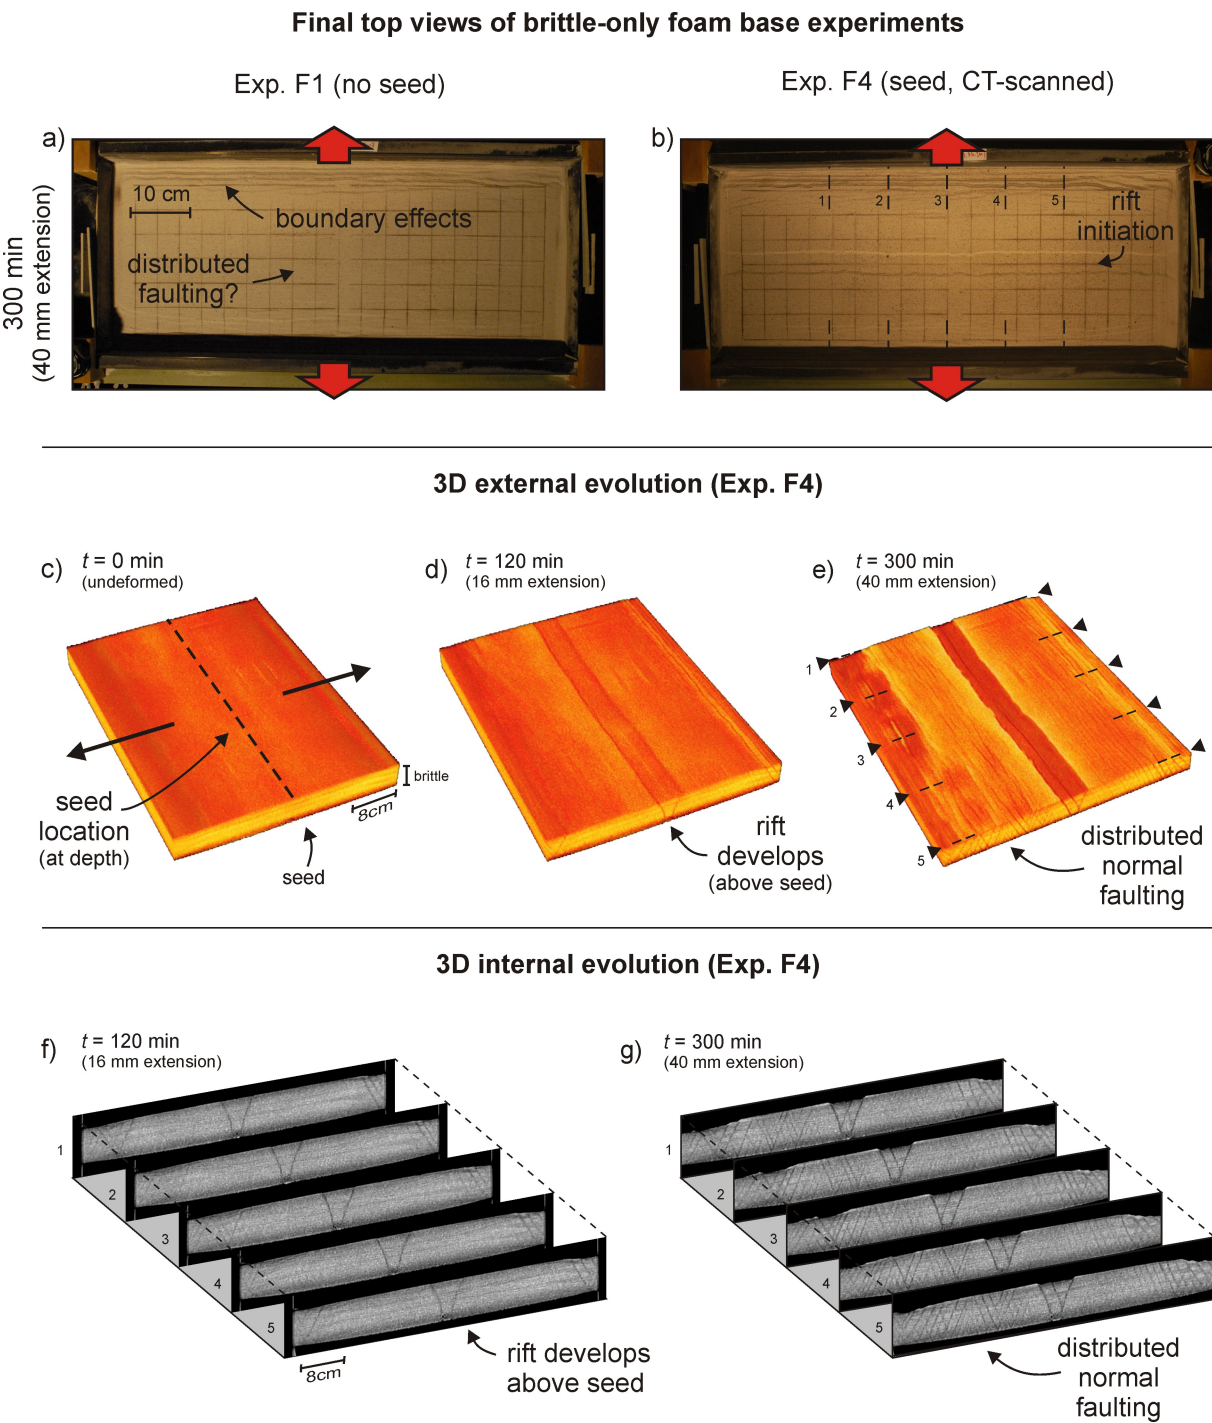 Final top views of brittle-only foam base experiments
Exp. F1 (no seed)
Exp. F4 (seed, CT-scanned)
a)
b)
300 min
(40 mm extension)
10 cm
boundary effects
distributed
faulting?
1
2
3
4
5
rift
initiation
3D external evolution (Exp. F4)
c)
t = 0 min
(undeformed)
seed
location
(at depth)
seed
brittle
8cm
d)
t = 120 min
(16 mm extension)
rift
develops
(above seed)
e)
t = 300 min
(40 mm extension)
1
2
3
4
5
distributed
normal
faulting
3D internal evolution (Exp. F4)
f)
t = 120 min
(16 mm extension)
1
2
3
4
5
8cm
rift develops
above seed
g)
t = 300 min
(40 mm extension)
1
2
3
4
5
distributed
normal
faulting